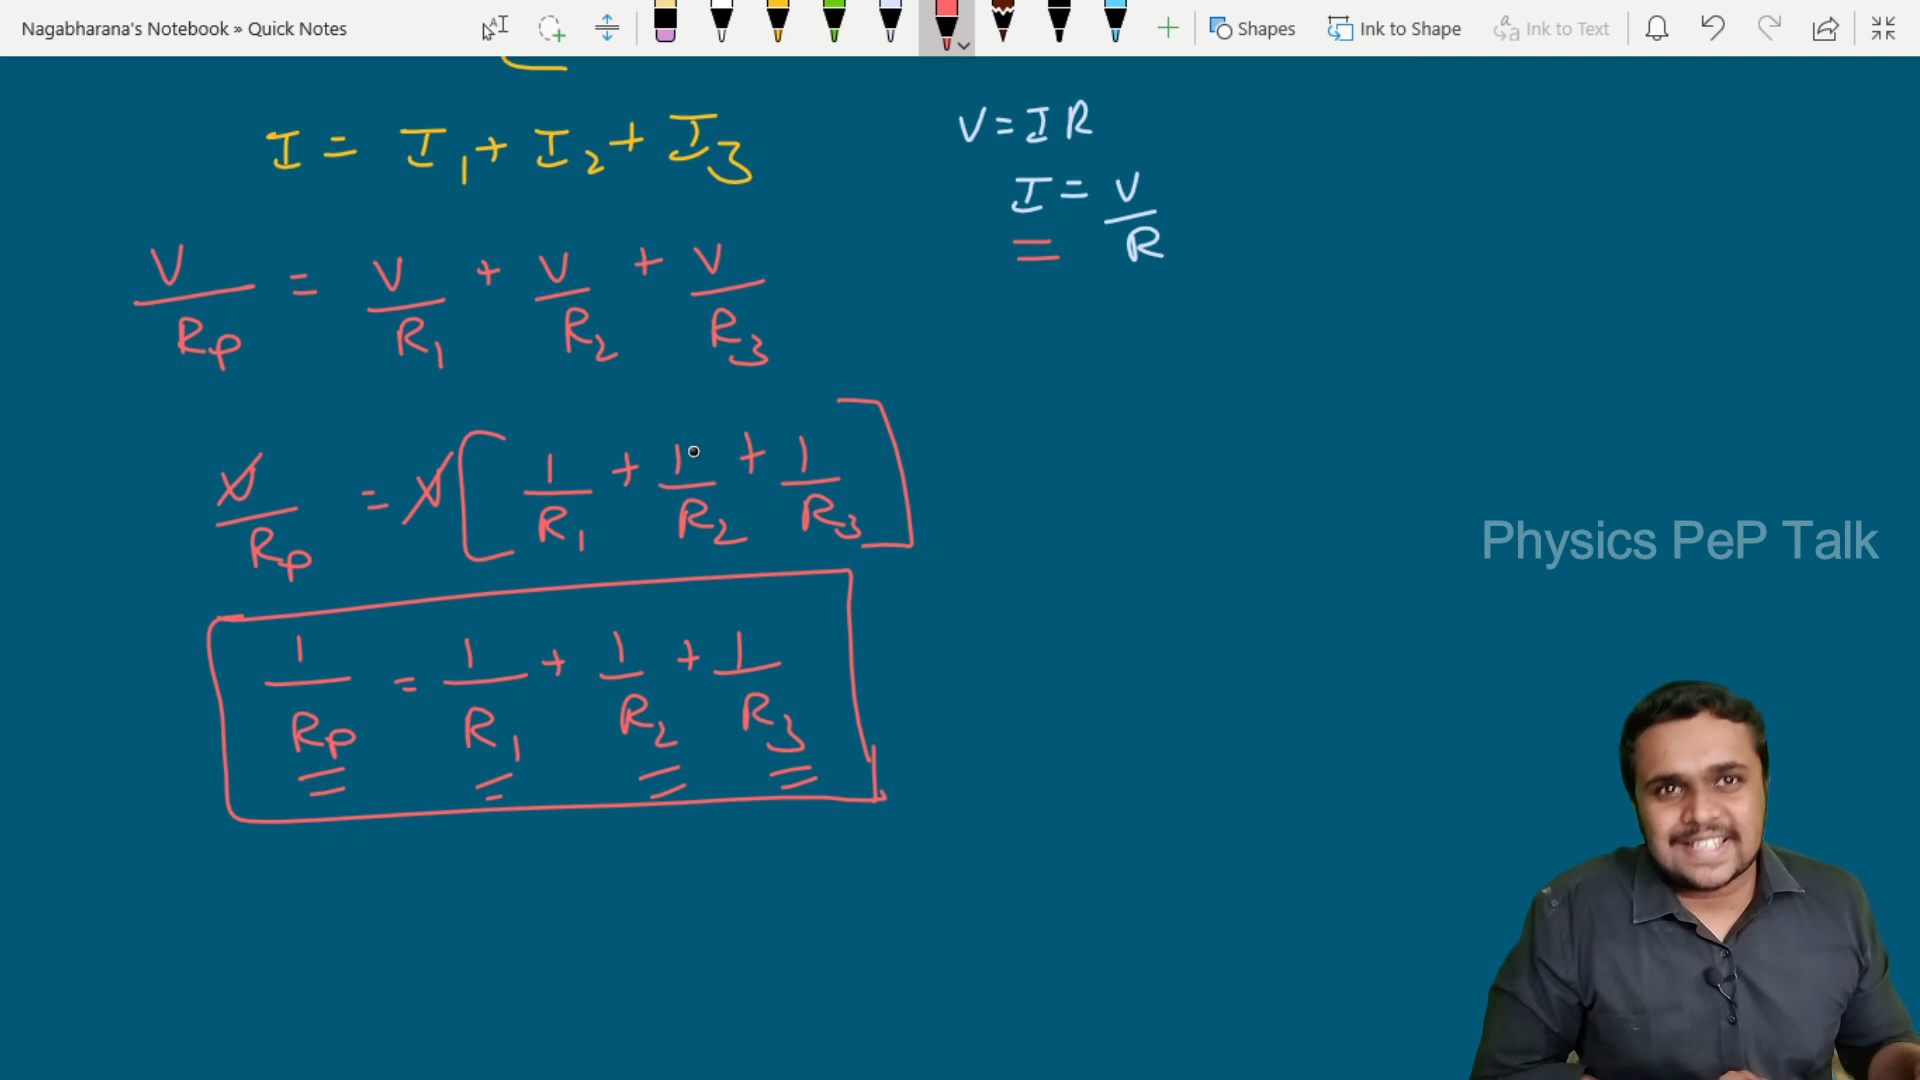 Nagabharana's Notebook » Quick Notes
Shapes
Ink to Shape
Ink to Text
I = I₁ + I₂ + I₃
V = I R
I = V/R
V/Rp = V/R₁ + V/R₂ + V/R₃
V/Rp = V [ 1/R₁ + 1/R₂ + 1/R₃ ]
1/Rp = 1/R₁ + 1/R₂ + 1/R₃
Physics PeP Talk